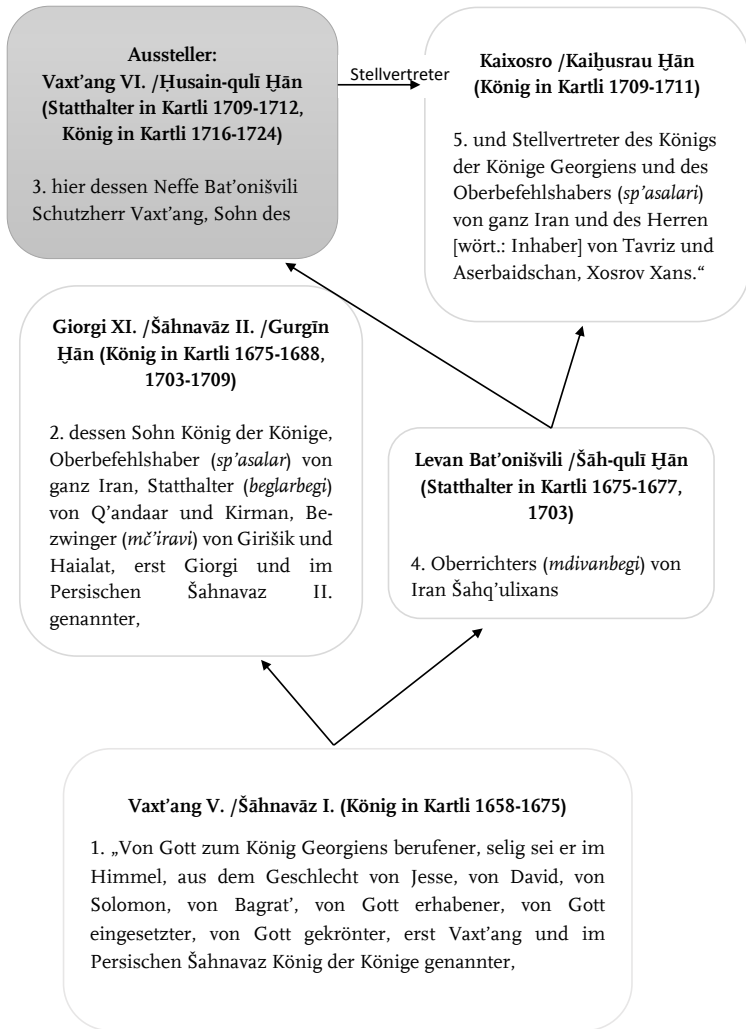 Aussteller:
Vaxt'ang VI. /Ḥusain-qulī Ḫān
(Statthalter in Kartli 1709-1712,
König in Kartli 1716-1724)
3. hier dessen Neffe Bat'onišvili
Schutzherr Vaxt'ang, Sohn des
Stellvertreter
Kaixosro /Kaiḫusrau Ḫān
(König in Kartli 1709-1711)
5. und Stellvertreter des Königs
der Könige Georgiens und des
Oberbefehlshabers (sp'asalari)
von ganz Iran und des Herren
[wört.: Inhaber] von Tavriz und
Aserbaidschan, Xosrov Xans.“
Giorgi XI. /Šāhnavāz II. /Gurgīn
Ḫān (König in Kartli 1675-1688,
1703-1709)
2. dessen Sohn König der Könige,
Oberbefehlshaber (sp'asalar) von
ganz Iran, Statthalter (beglarbegi)
von Q'andaar und Kirman, Be-
zwinger (mč'iravi) von Girišik und
Haialat, erst Giorgi und im
Persischen Šahnavaz II.
genannter,
Levan Bat'onišvili /Šāh-qulī Ḫān
(Statthalter in Kartli 1675-1677,
1703)
4. Oberrichters (mdivanbegi) von
Iran Šahq'ulixans
Vaxt'ang V. /Šāhnavāz I. (König in Kartli 1658-1675)
1. „Von Gott zum König Georgiens berufener, selig sei er im
Himmel, aus dem Geschlecht von Jesse, von David, von
Solomon, von Bagrat', von Gott erhabener, von Gott
eingesetzter, von Gott gekrönter, erst Vaxt'ang und im
Persischen Šahnavaz König der Könige genannter,